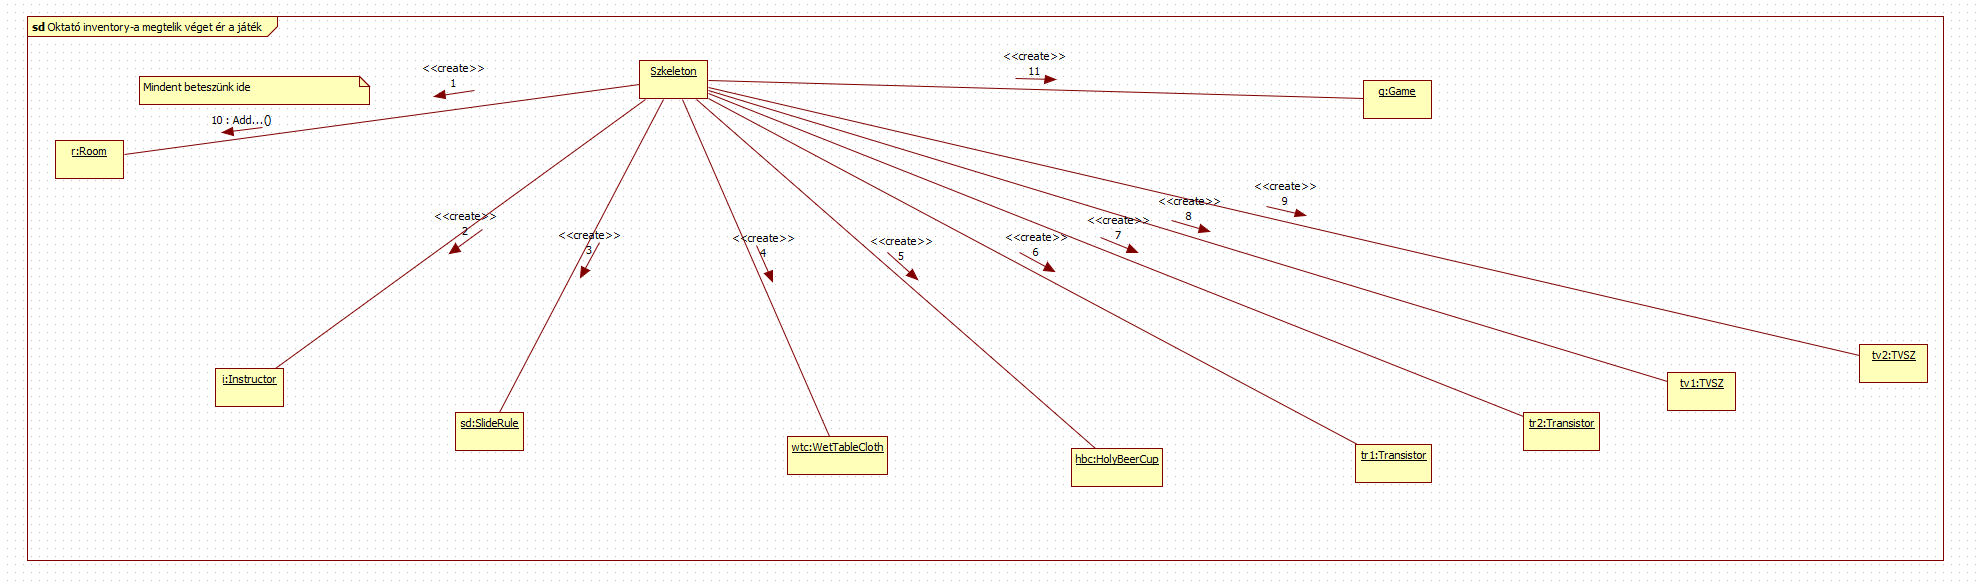 sd Oktató inventory-a megtelik véget ér a játék
<<create>>
1
Szkeleton
<<create>>
11
Mindent beteszünk ide
g:Game
10 : Add...()
r:Room
<<create>>
2
<<create>>
3
<<create>>
4
<<create>>
5
<<create>>
6
<<create>>
7
<<create>>
8
<<create>>
9
i:Instructor
sd:SlideRule
wtc:WetTableCloth
hbc:HolyBeerCup
tr1:Transistor
tr2:Transistor
tv1:TVSZ
tv2:TVSZ